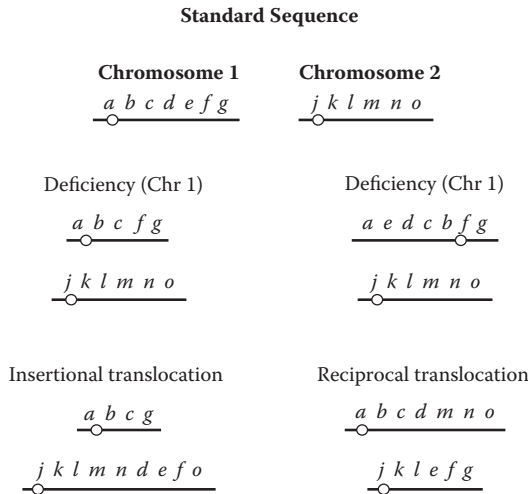 Standard Sequence
Chromosome 1 Chromosome 2
a b c d e f g j k l m n o
Deficiency (Chr 1) Deficiency (Chr 1)
a b c f g a e d c b f g
j k l m n o j k l m n o
Insertional translocation Reciprocal translocation
a b c g a b c d m n o
j k l m n d e f o j k l e f g